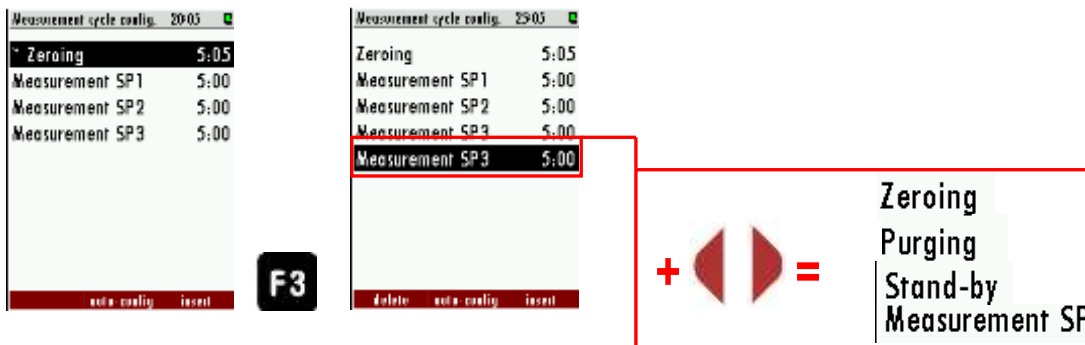 Measurement cycle config. 20:05
Zeroing 5:05
Measurement SP1 5:00
Measurement SP2 5:00
Measurement SP3 5:00
auto-config insert
F3
Measurement cycle config. 25:05
Zeroing 5:05
Measurement SP1 5:00
Measurement SP2 5:00
Measurement SP3 5:00
Measurement SP3 5:00
delete auto-config insert
+ =
Zeroing
Purging
Stand-by
Measurement SP